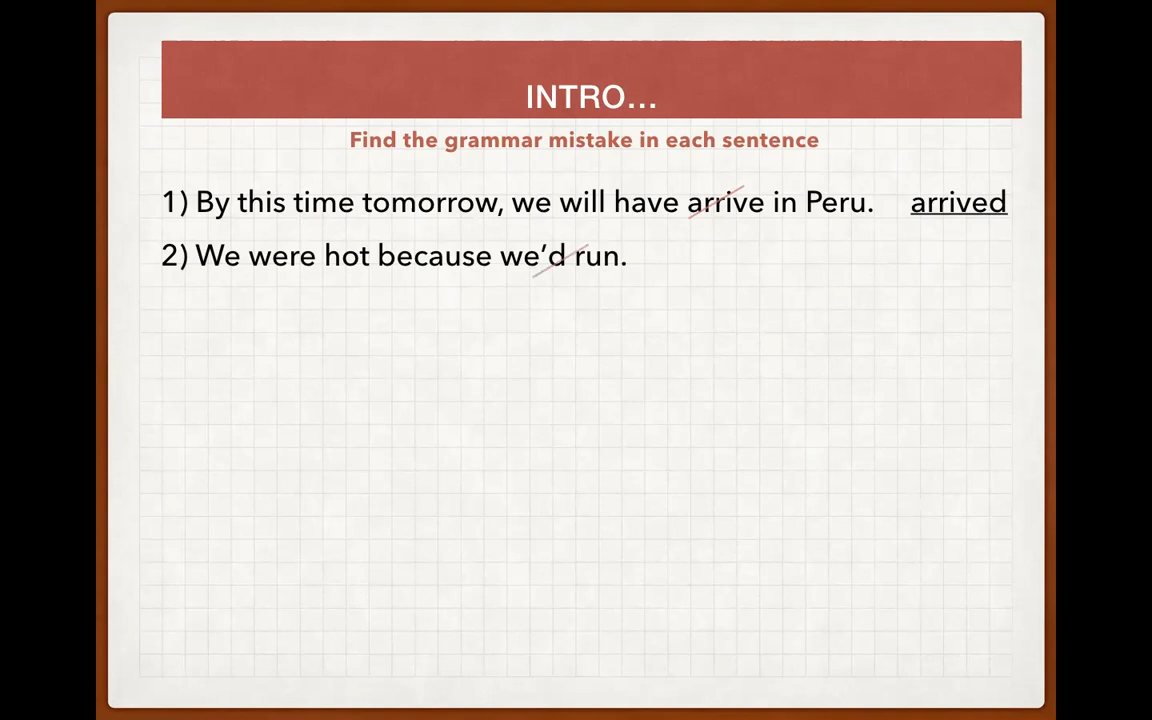 INTRO...
Find the grammar mistake in each sentence
1) By this time tomorrow, we will have arrive in Peru. arrived
2) We were hot because we’d run.